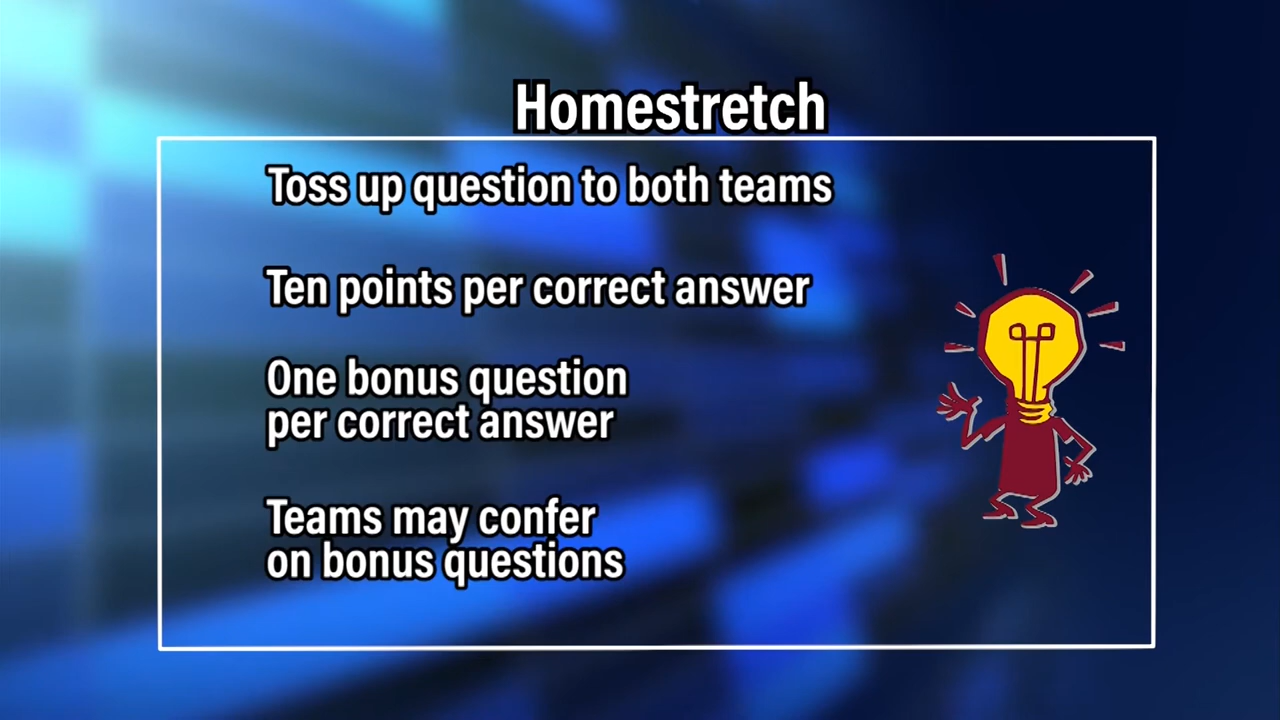 Homestretch
Toss up question to both teams
Ten points per correct answer
One bonus question
per correct answer
Teams may confer
on bonus questions